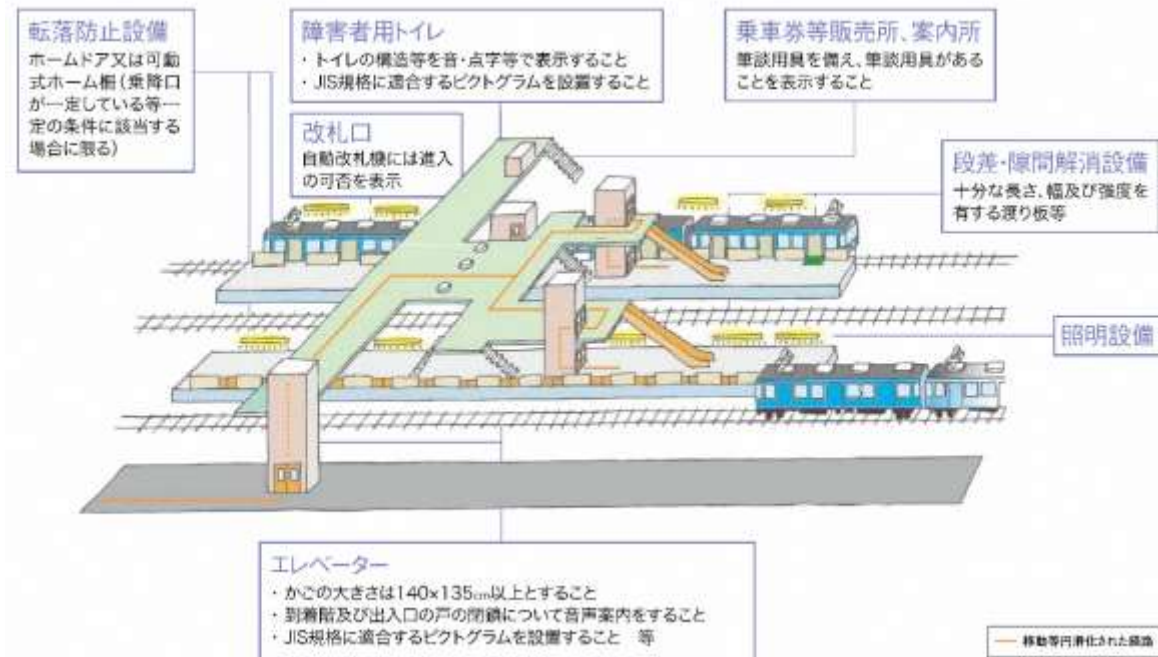 転落防止設備
ホームドア又は可動
式ホーム柵(乗降口
が一定している等一
定の条件に該当する
場合に限る)
障害者用トイレ
・トイレの構造等を音・点字等で表示すること
・JIS規格に適合するピクトグラムを設置すること
乗車券等販売所、案内所
筆談用具を備え、筆談用具がある
ことを表示すること
改札口
自動改札機には進入
の可否を表示
段差・隙間解消設備
十分な長さ、幅及び強度を
有する渡り板等
照明設備
エレベーター
・かごの大きさは140×135cm以上とすること
・到着階及び出入口の戸の閉鎖について音声案内をすること
・JIS規格に適合するピクトグラムを設置すること 等
移動等円滑化された経路